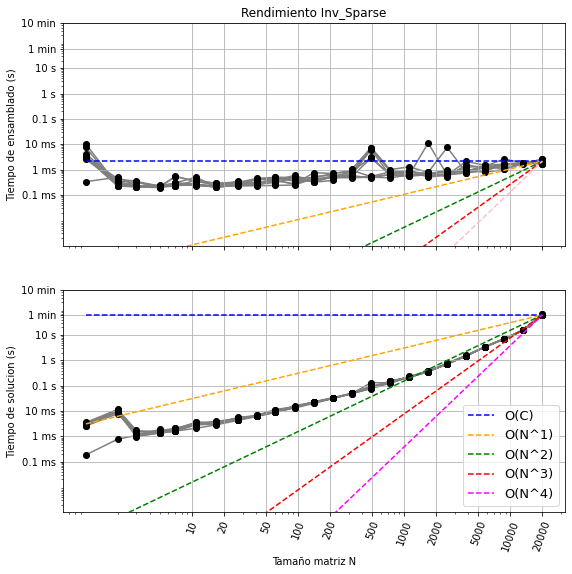 Rendimiento Inv_Sparse
10 min
1 min
10 s
1 s
0.1 s
10 ms
1 ms
0.1 ms
Tiempo de ensamblado (s)
10 min
1 min
10 s
1 s
0.1 s
10 ms
1 ms
0.1 ms
Tiempo de solucion (s)
O(C)
O(N^1)
O(N^2)
O(N^3)
O(N^4)
10 20 50 100 200 500 1000 2000 5000 10000 20000
Tamaño matriz N